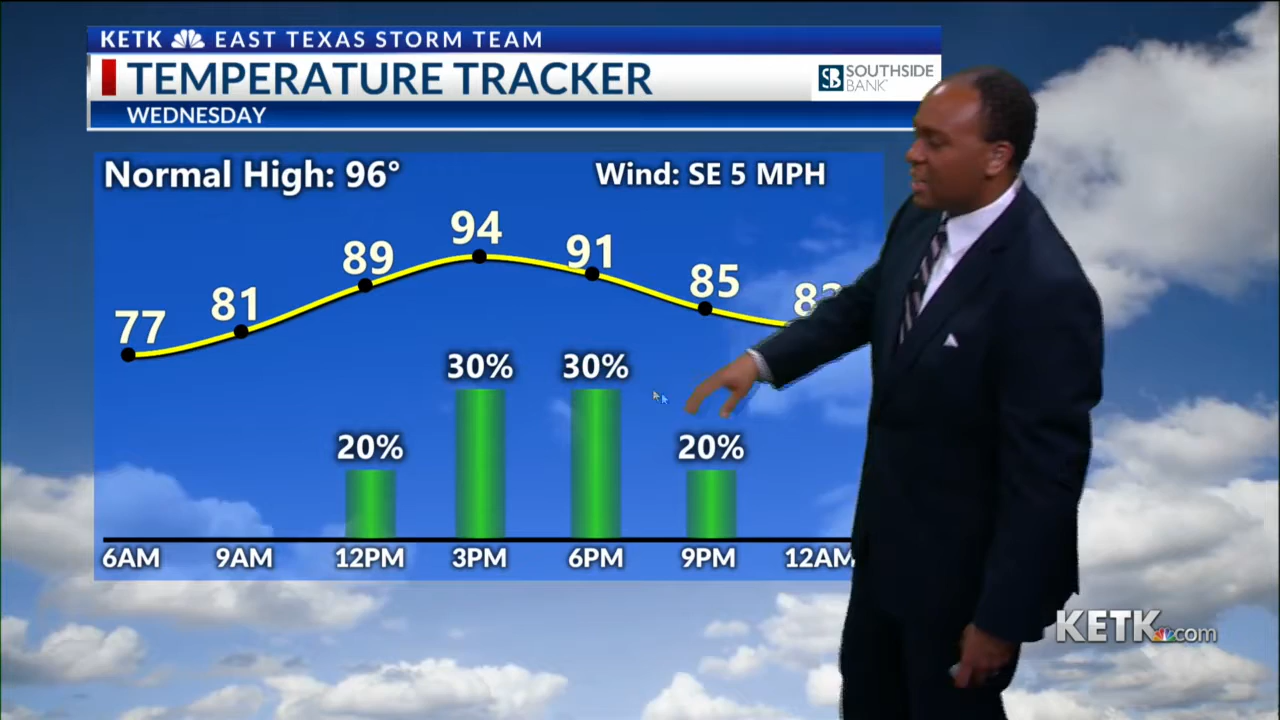 KETK EAST TEXAS STORM TEAM
TEMPERATURE TRACKER
SOUTHSIDE
BANK
WEDNESDAY
Normal High: 96°
Wind: SE 5 MPH
94
89
91
85
81
77
30%
30%
20%
20%
6AM
9AM
12PM
3PM
6PM
9PM
12AM
KETK.com